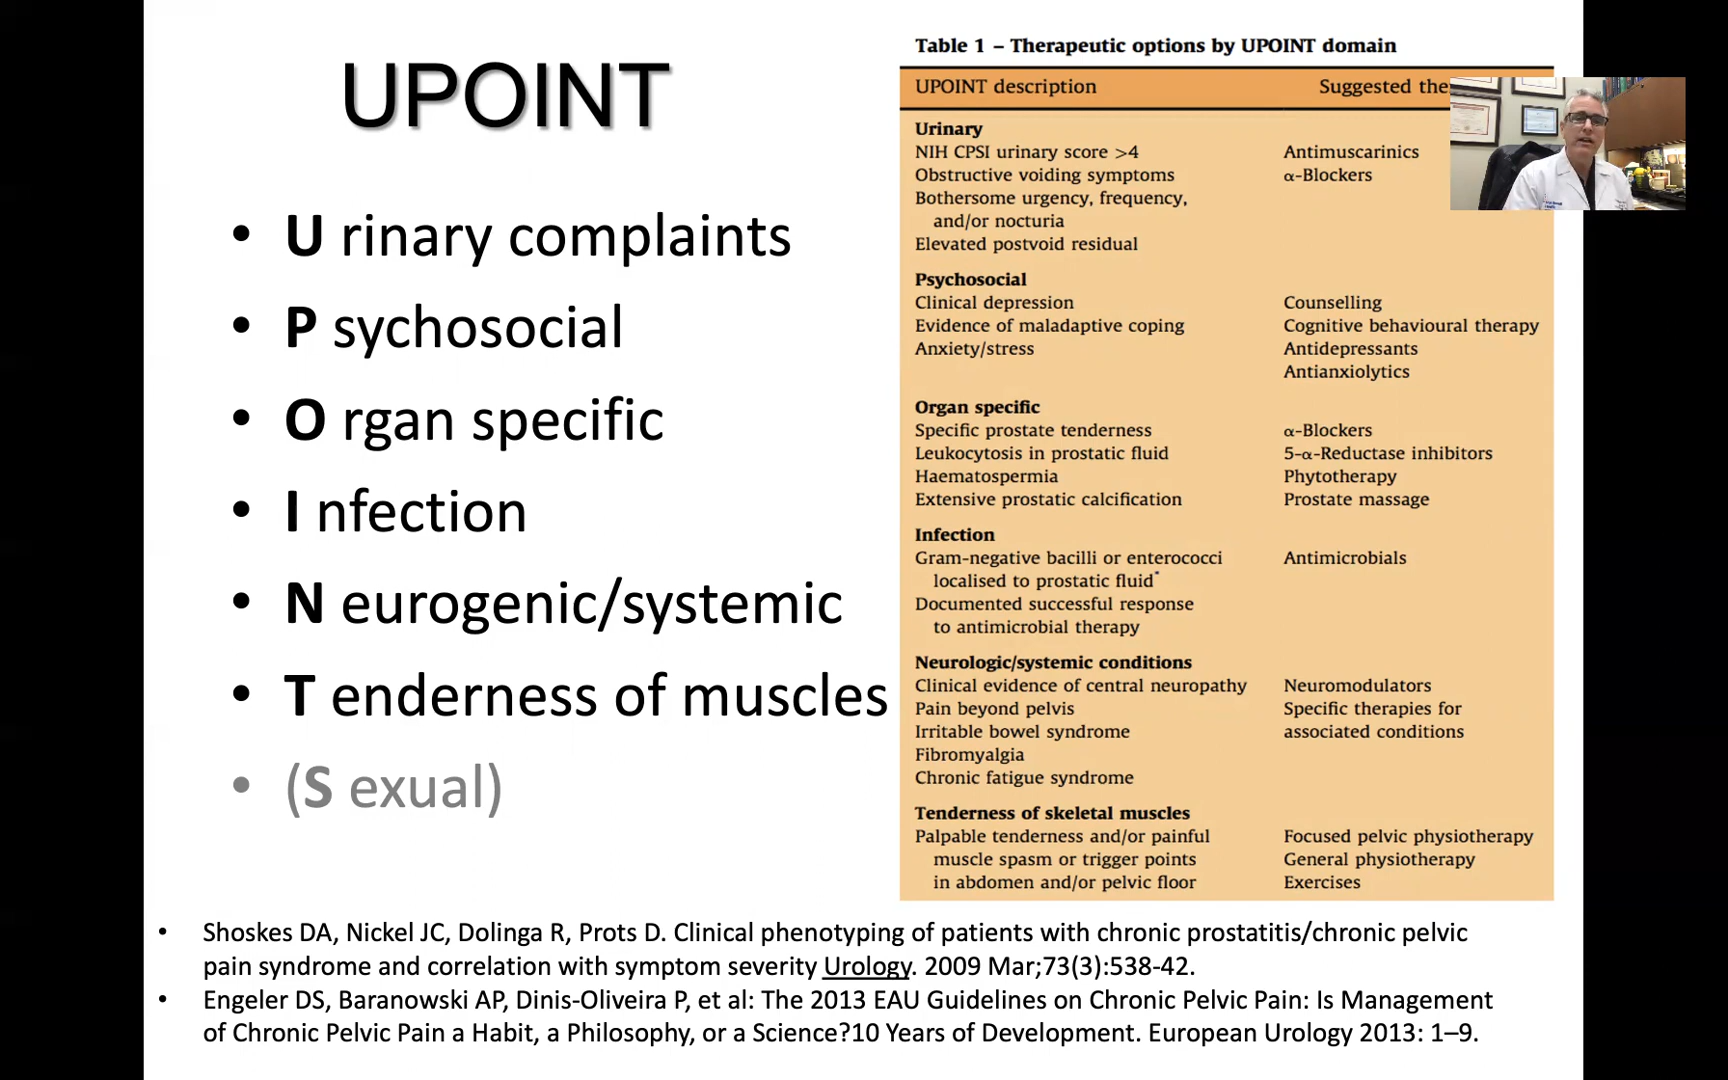 UPOINT
• U rinary complaints
• P sychosocial
• O rgan specific
• I nfection
• N eurogenic/systemic
• T enderness of muscles
• (S exual)
Table 1 – Therapeutic options by UPOINT domain
UPOINT description Suggested the
Urinary
NIH CPSI urinary score >4 Antimuscarinics
Obstructive voiding symptoms α-Blockers
Bothersome urgency, frequency,
and/or nocturia
Elevated postvoid residual
Psychosocial
Clinical depression Counselling
Evidence of maladaptive coping Cognitive behavioural therapy
Anxiety/stress Antidepressants
Antianxiolytics
Organ specific
Specific prostate tenderness α-Blockers
Leukocytosis in prostatic fluid 5-α-Reductase inhibitors
Haematospermia Phytotherapy
Extensive prostatic calcification Prostate massage
Infection
Gram-negative bacilli or enterococci Antimicrobials
localised to prostatic fluid*
Documented successful response
to antimicrobial therapy
Neurologic/systemic conditions
Clinical evidence of central neuropathy Neuromodulators
Pain beyond pelvis Specific therapies for
Irritable bowel syndrome associated conditions
Fibromyalgia
Chronic fatigue syndrome
Tenderness of skeletal muscles
Palpable tenderness and/or painful Focused pelvic physiotherapy
muscle spasm or trigger points General physiotherapy
in abdomen and/or pelvic floor Exercises
• Shoskes DA, Nickel JC, Dolinga R, Prots D. Clinical phenotyping of patients with chronic prostatitis/chronic pelvic
pain syndrome and correlation with symptom severity Urology. 2009 Mar;73(3):538-42.
• Engeler DS, Baranowski AP, Dinis-Oliveira P, et al: The 2013 EAU Guidelines on Chronic Pelvic Pain: Is Management
of Chronic Pelvic Pain a Habit, a Philosophy, or a Science?10 Years of Development. European Urology 2013: 1–9.